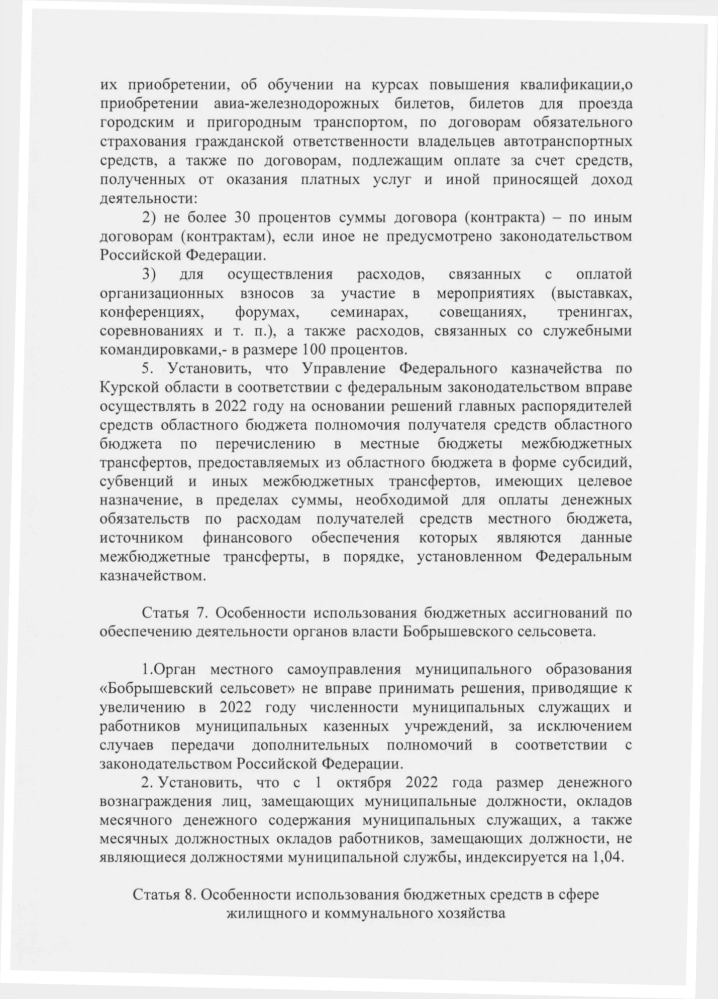 их приобретении, об обучении на курсах повышения квалификации,о
приобретении авиа-железнодорожных билетов, билетов для проезда
городским и пригородным транспортом, по договорам обязательного
страхования гражданской ответственности владельцев автотранспортных
средств, а также по договорам, подлежащим оплате за счет средств,
полученных от оказания платных услуг и иной приносящей доход
деятельности:
2) не более 30 процентов суммы договора (контракта) – по иным
договорам (контрактам), если иное не предусмотрено законодательством
Российской Федерации.
3) для осуществления расходов, связанных с оплатой
организационных взносов за участие в мероприятиях (выставках,
конференциях, форумах, семинарах, совещаниях, тренингах,
соревнованиях и т. п.), а также расходов, связанных со служебными
командировками,- в размере 100 процентов.
5. Установить, что Управление Федерального казначейства по
Курской области в соответствии с федеральным законодательством вправе
осуществлять в 2022 году на основании решений главных распорядителей
средств областного бюджета полномочия получателя средств областного
бюджета по перечислению в местные бюджеты межбюджетных
трансфертов, предоставляемых из областного бюджета в форме субсидий,
субвенций и иных межбюджетных трансфертов, имеющих целевое
назначение, в пределах суммы, необходимой для оплаты денежных
обязательств по расходам получателей средств местного бюджета,
источником финансового обеспечения которых являются данные
межбюджетные трансферты, в порядке, установленном Федеральным
казначейством.
Статья 7. Особенности использования бюджетных ассигнований по
обеспечению деятельности органов власти Бобрышевского сельсовета.
1.Орган местного самоуправления муниципального образования
«Бобрышевский сельсовет» не вправе принимать решения, приводящие к
увеличению в 2022 году численности муниципальных служащих и
работников муниципальных казенных учреждений, за исключением
случаев передачи дополнительных полномочий в соответствии с
законодательством Российской Федерации.
2. Установить, что с 1 октября 2022 года размер денежного
вознаграждения лиц, замещающих муниципальные должности, окладов
месячного денежного содержания муниципальных служащих, а также
месячных должностных окладов работников, замещающих должности, не
являющиеся должностями муниципальной службы, индексируется на 1,04.
Статья 8. Особенности использования бюджетных средств в сфере
жилищного и коммунального хозяйства